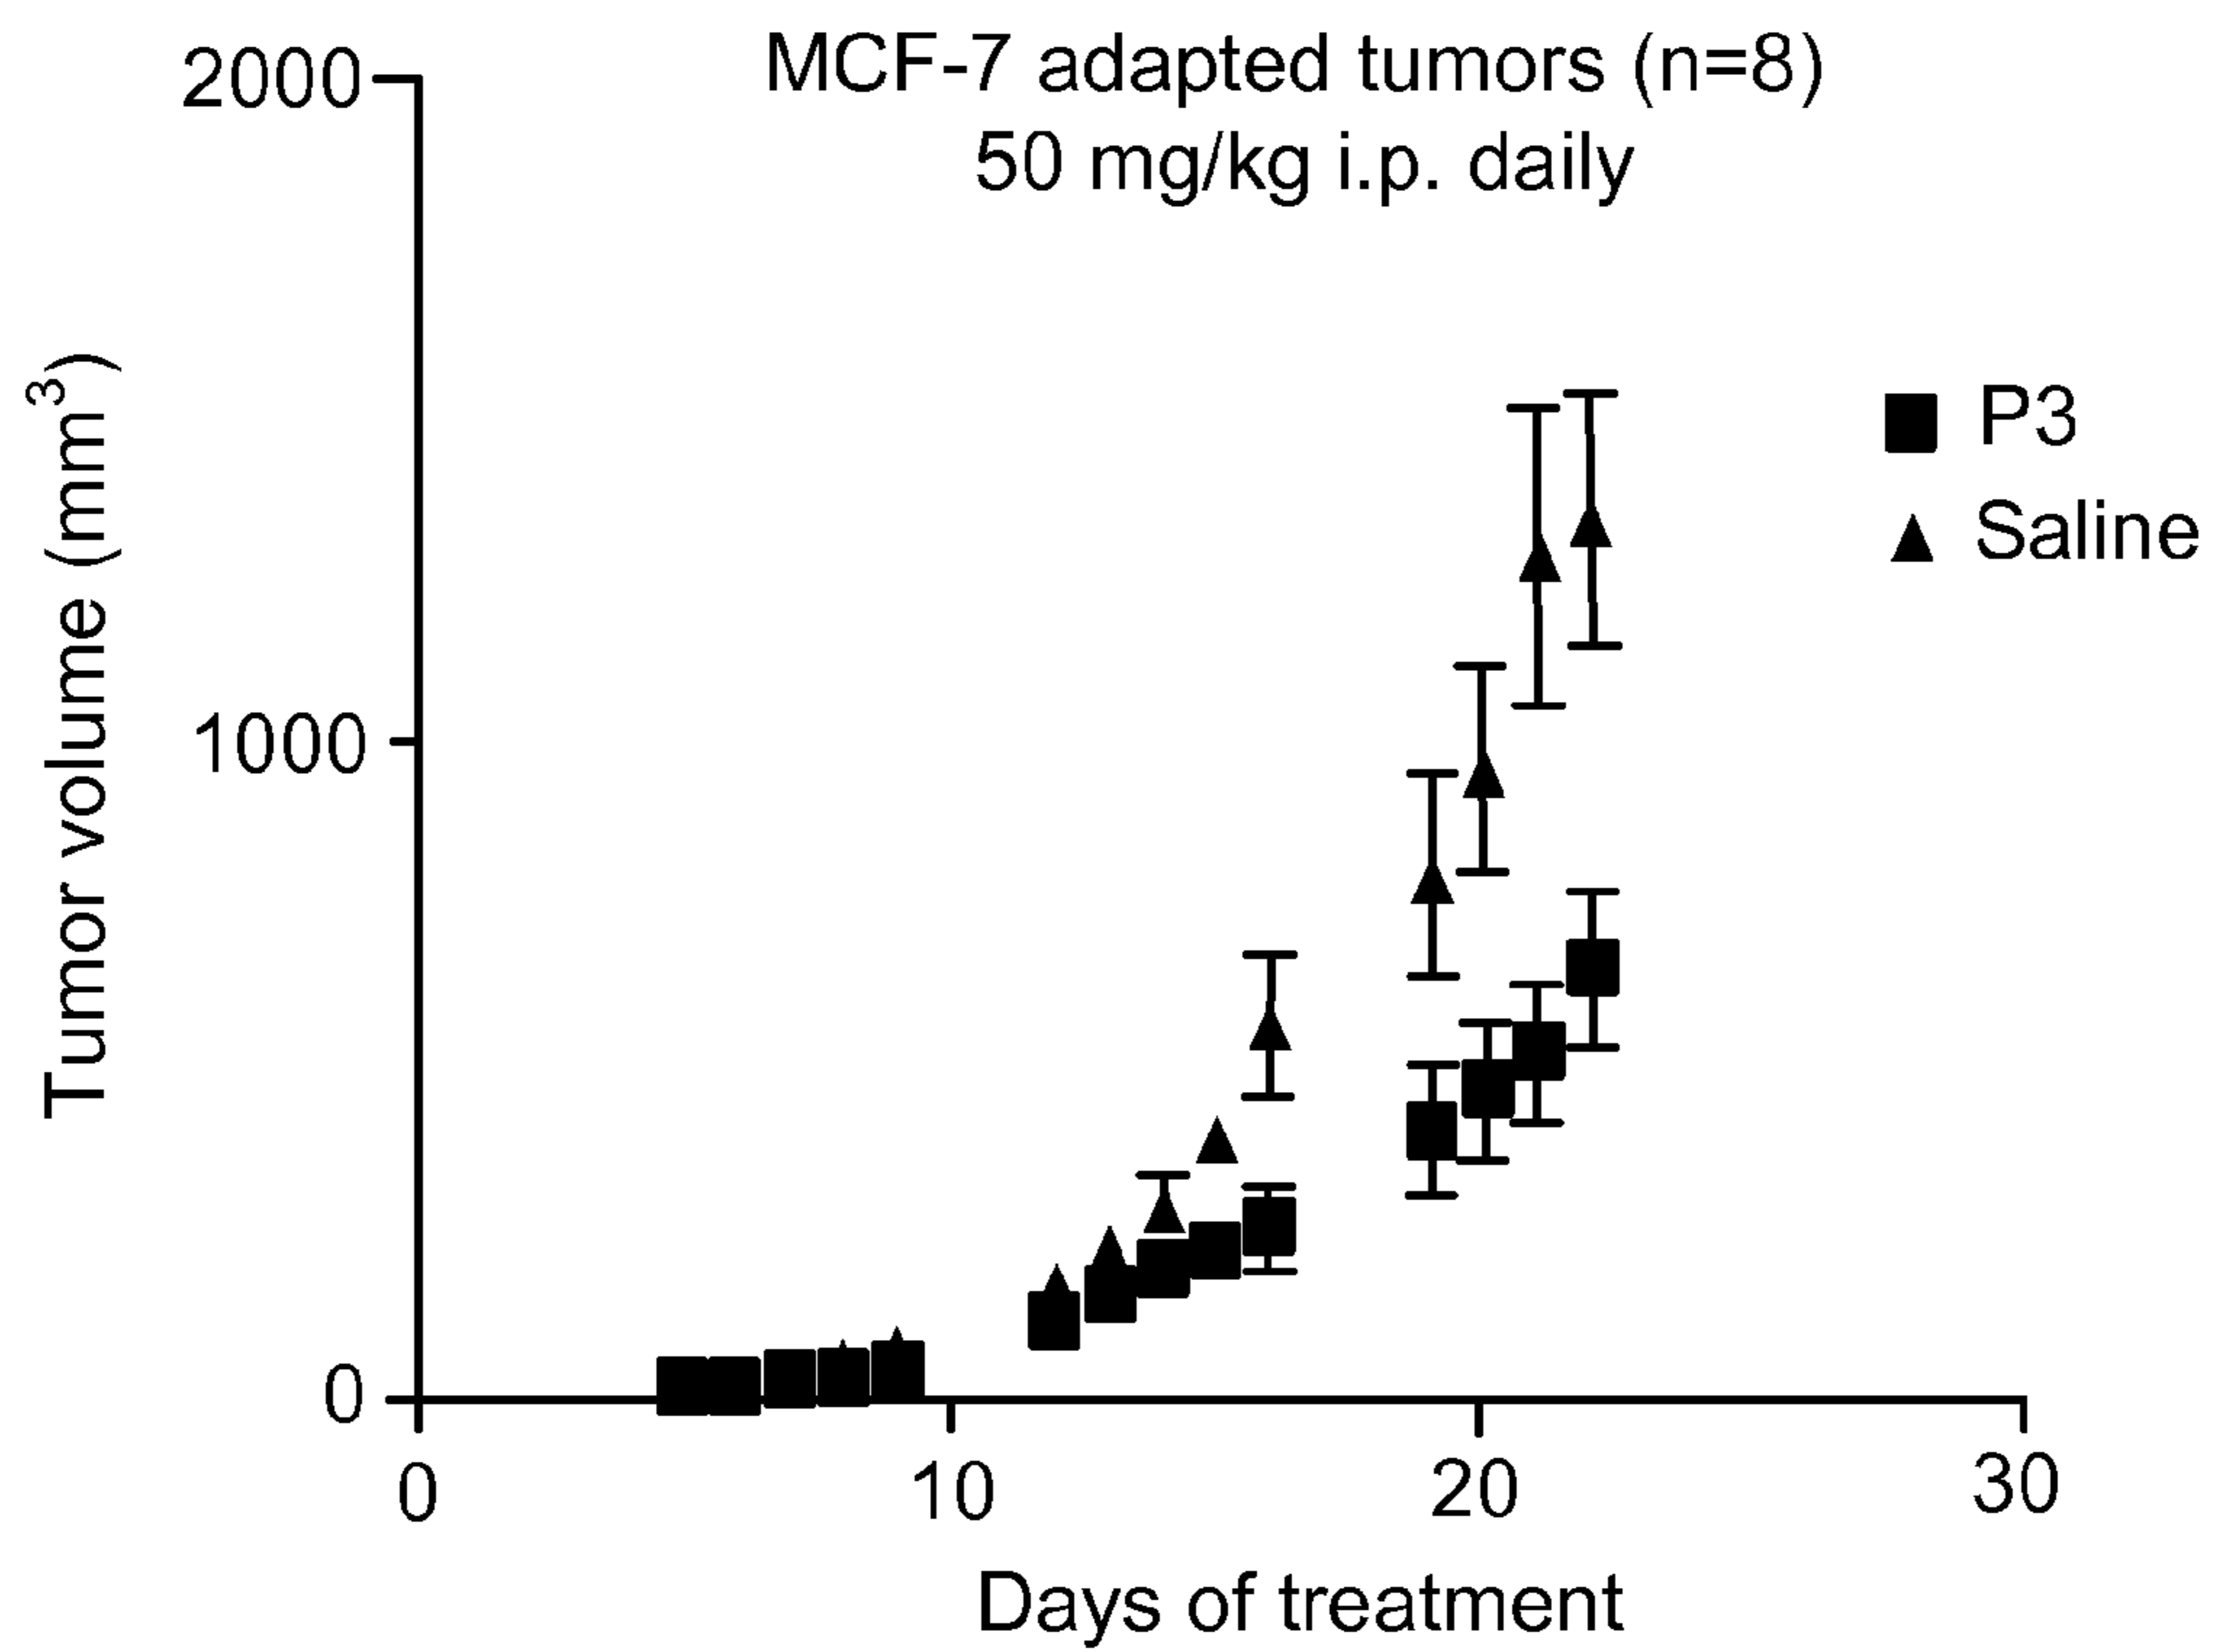 MCF-7 adapted tumors (n=8)
50 mg/kg i.p. daily
2000
1000
0
Tumor volume (mm³)
P3
Saline
0
10
20
30
Days of treatment